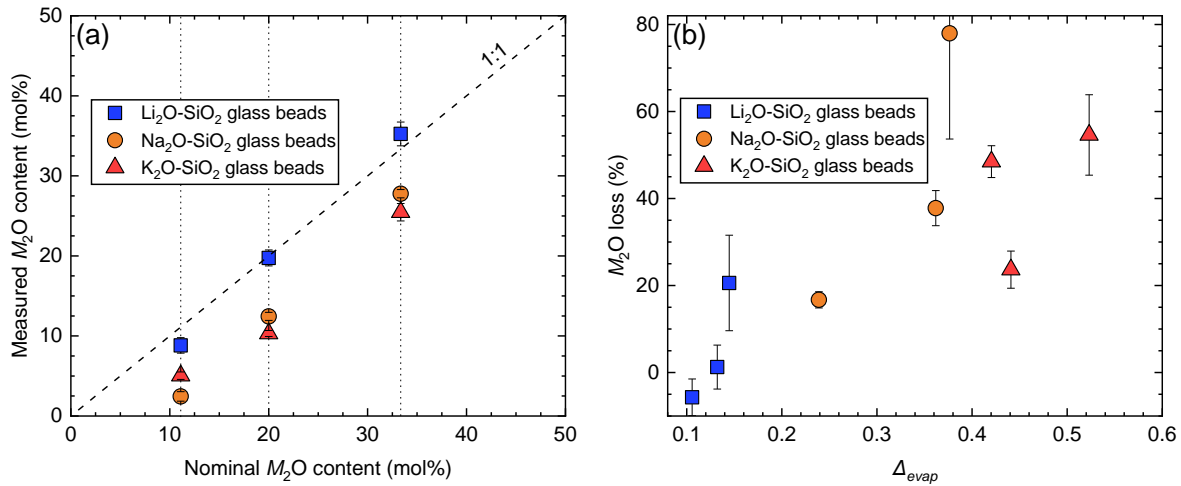 (a)
1:1
Li₂O-SiO₂ glass beads
Na₂O-SiO₂ glass beads
K₂O-SiO₂ glass beads
50
40
30
20
10
0
Measured M₂O content (mol%)
0 10 20 30 40 50
Nominal M₂O content (mol%)
(b)
Li₂O-SiO₂ glass beads
Na₂O-SiO₂ glass beads
K₂O-SiO₂ glass beads
80
60
40
20
0
M₂O loss (%)
0.1 0.2 0.3 0.4 0.5 0.6
Δevap